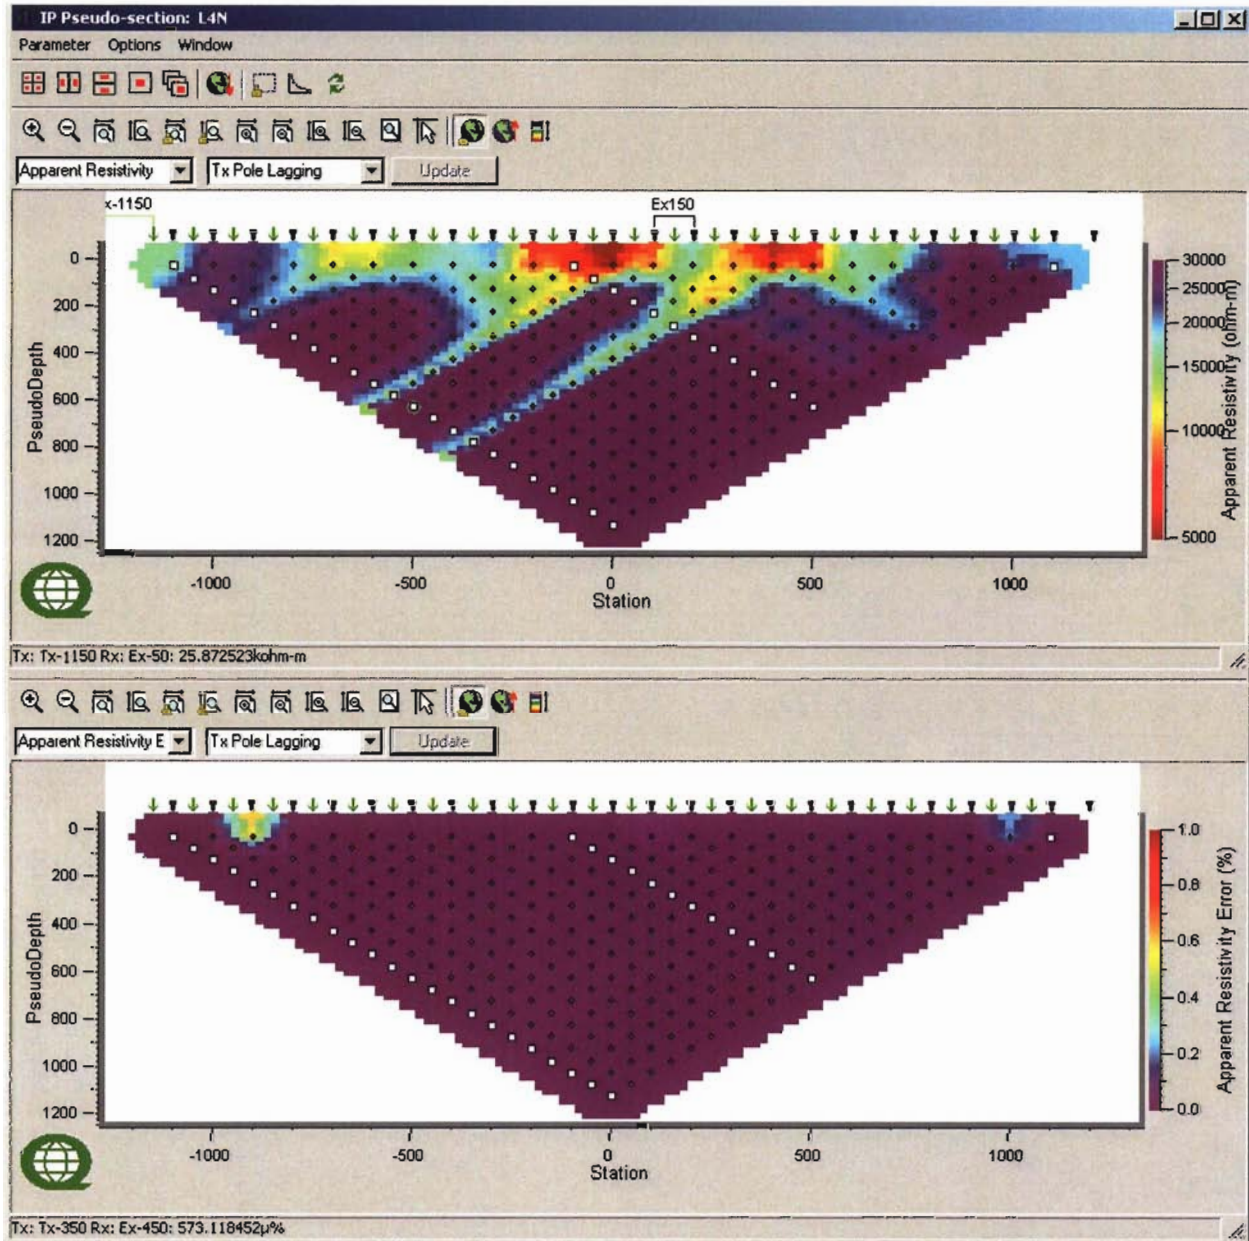 IP Pseudo-section: L4N
Parameter Options Window
Apparent Resistivity Tx Pole Lagging Update
x-1150 Ex150
0
200
400
600
800
1000
1200
PseudoDepth
-1000 -500 0 500 1000
Station
30000
25000
20000
15000
10000
5000
Apparent Resistivity (ohm-m)
Tx: Tx-1150 Rx: Ex-50: 25.872523kohm-m
Apparent Resistivity E Tx Pole Lagging Update
0
200
400
600
800
1000
1200
PseudoDepth
-1000 -500 0 500 1000
Station
1.0
0.8
0.6
0.4
0.2
0.0
Apparent Resistivity Error (%)
Tx: Tx-350 Rx: Ex-450: 573.118452µ%